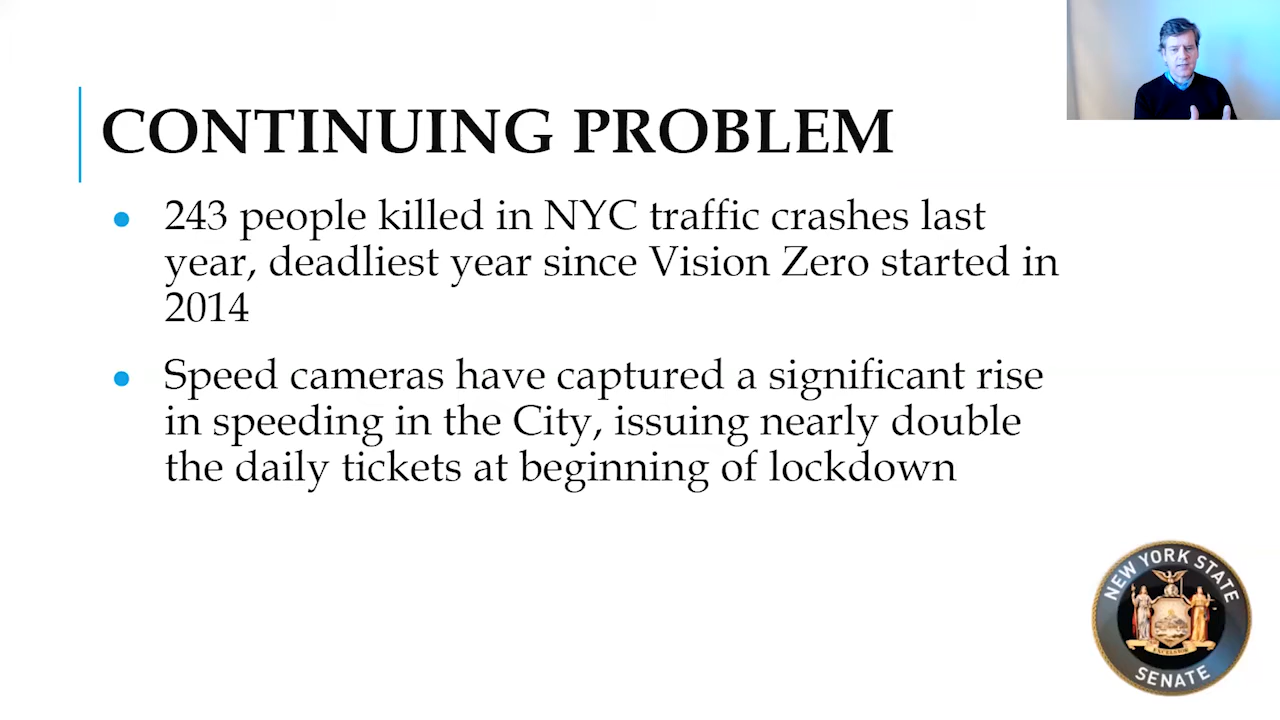 CONTINUING PROBLEM
● 243 people killed in NYC traffic crashes last
year, deadliest year since Vision Zero started in
2014
● Speed cameras have captured a significant rise
in speeding in the City, issuing nearly double
the daily tickets at beginning of lockdown
NEW YORK STATE
EXCELSIOR
SENATE